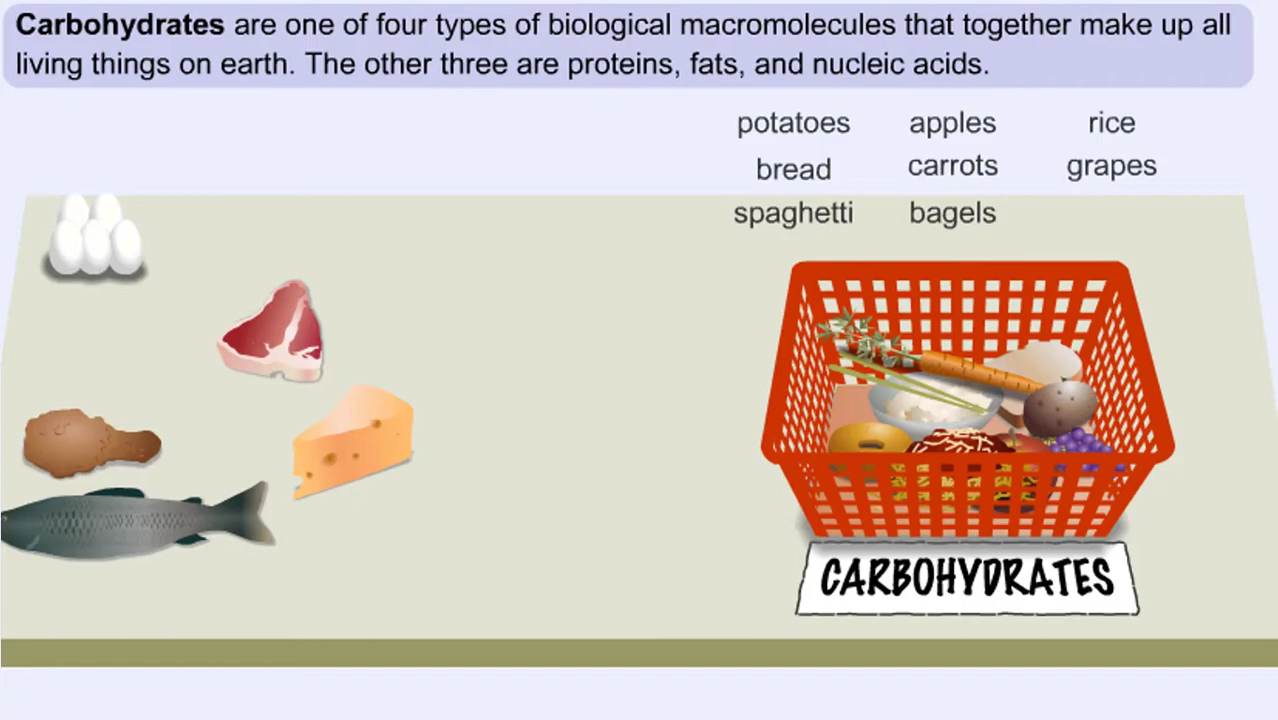 Carbohydrates are one of four types of biological macromolecules that together make up all
living things on earth. The other three are proteins, fats, and nucleic acids.
potatoes apples rice
bread carrots grapes
spaghetti bagels
CARBOHYDRATES